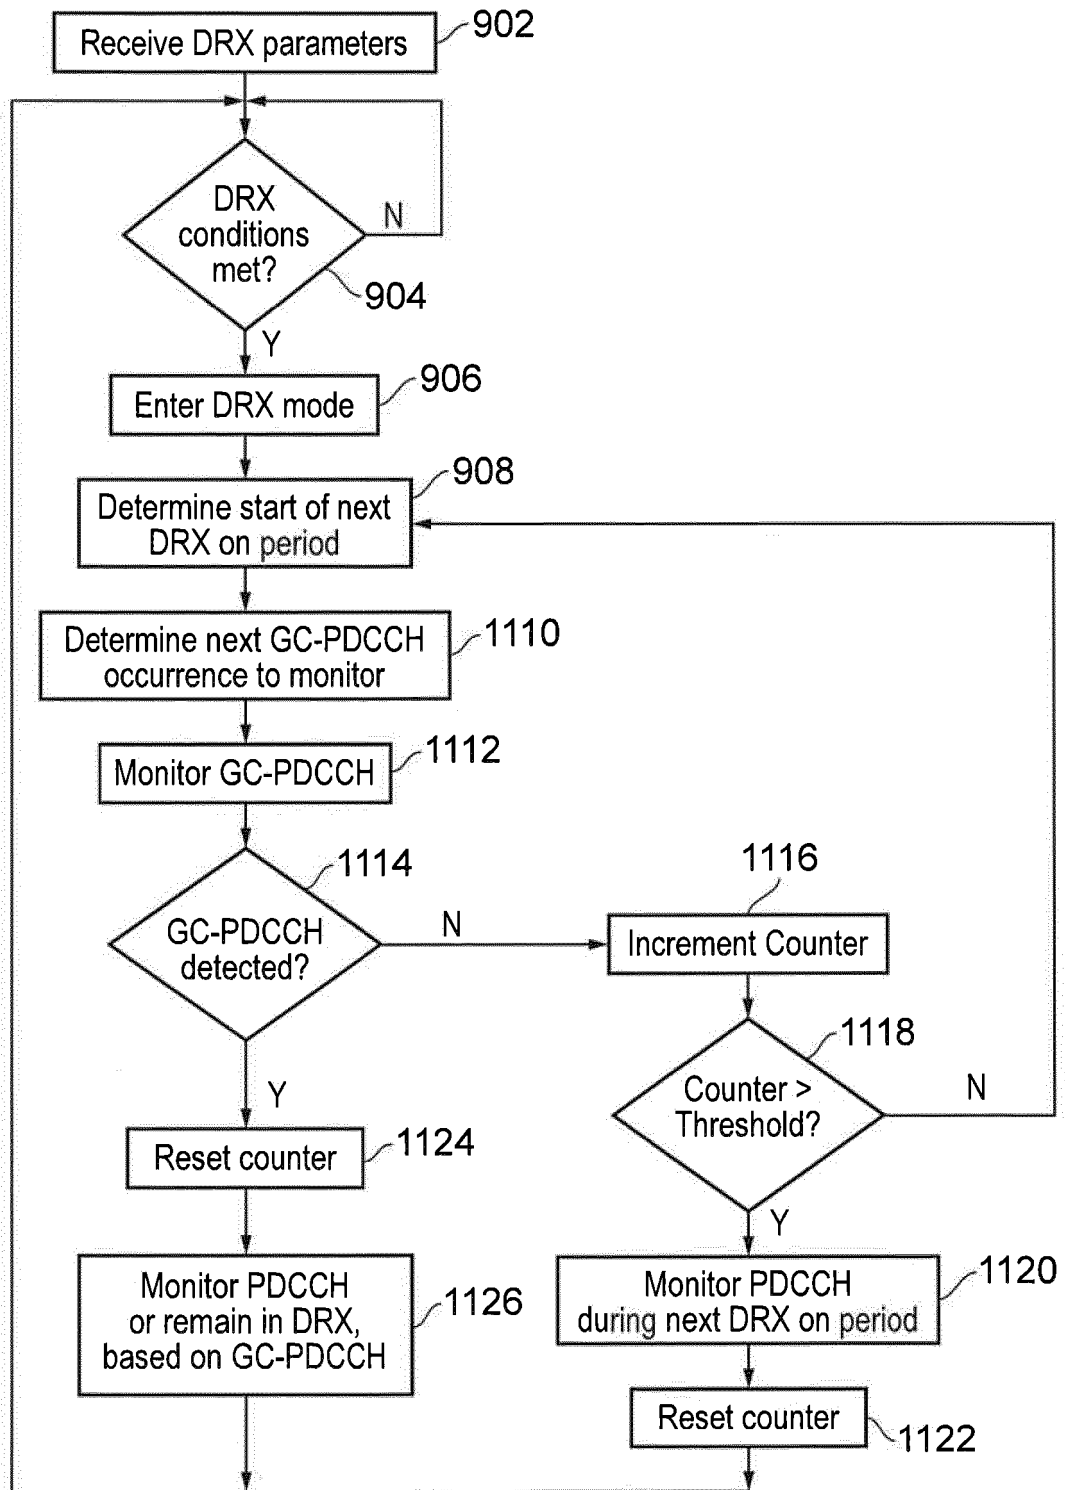 Receive DRX parameters
902
DRX
conditions
met?
N
904
Y
906
Enter DRX mode
908
Determine start of next
DRX on period
Determine next GC-PDCCH
occurrence to monitor
1110
1112
Monitor GC-PDCCH
1114
GC-PDCCH
detected?
N
1116
Increment Counter
1118
Counter >
Threshold?
N
Y
Y
1124
Reset counter
Monitor PDCCH
or remain in DRX,
based on GC-PDCCH
1126
Monitor PDCCH
during next DRX on period
1120
Reset counter
1122